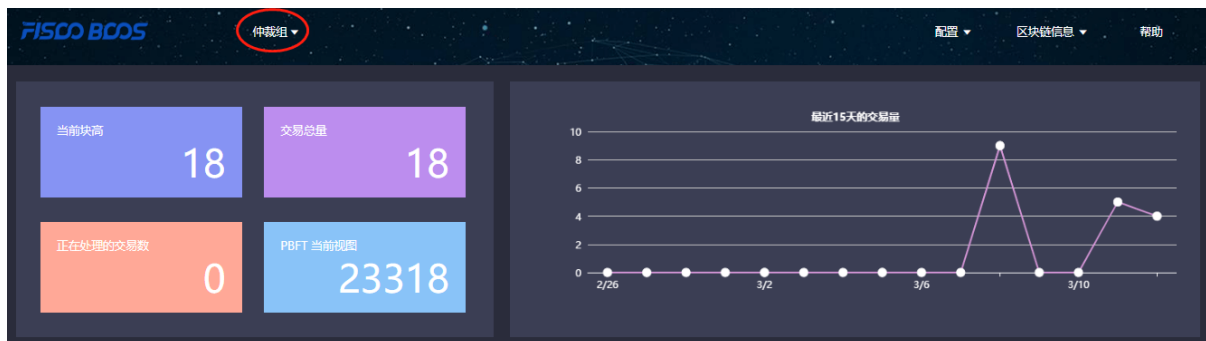 FISCO BCOS 仲裁组 配置 区块链信息 帮助
当前块高
18
交易总量
18
正在处理的交易数
0
PBFT 当前视图
23318
最近15天的交易量
10
8
6
4
2
0
2/26 3/2 3/6 3/10